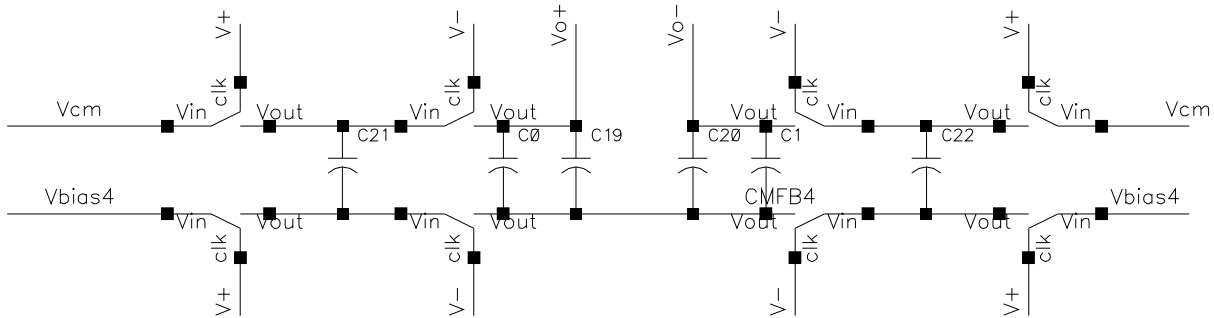 V+ V- Vo+ Vo- V- V+
clk clk clk clk
Vcm Vin Vout Vin Vout Vout Vin Vout Vin Vcm
C21 C0 C19 C20 C1 C22
Vbias4 CMFB4 Vbias4
Vin Vout Vin Vout Vout Vin Vout Vin
clk clk clk clk
V+ V- V- V+